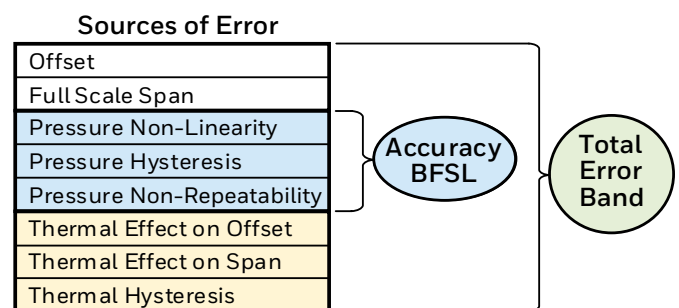 Sources of Error
Offset
Full Scale Span
Pressure Non-Linearity
Pressure Hysteresis
Pressure Non-Repeatability
Thermal Effect on Offset
Thermal Effect on Span
Thermal Hysteresis
Accuracy
BFSL
Total
Error
Band